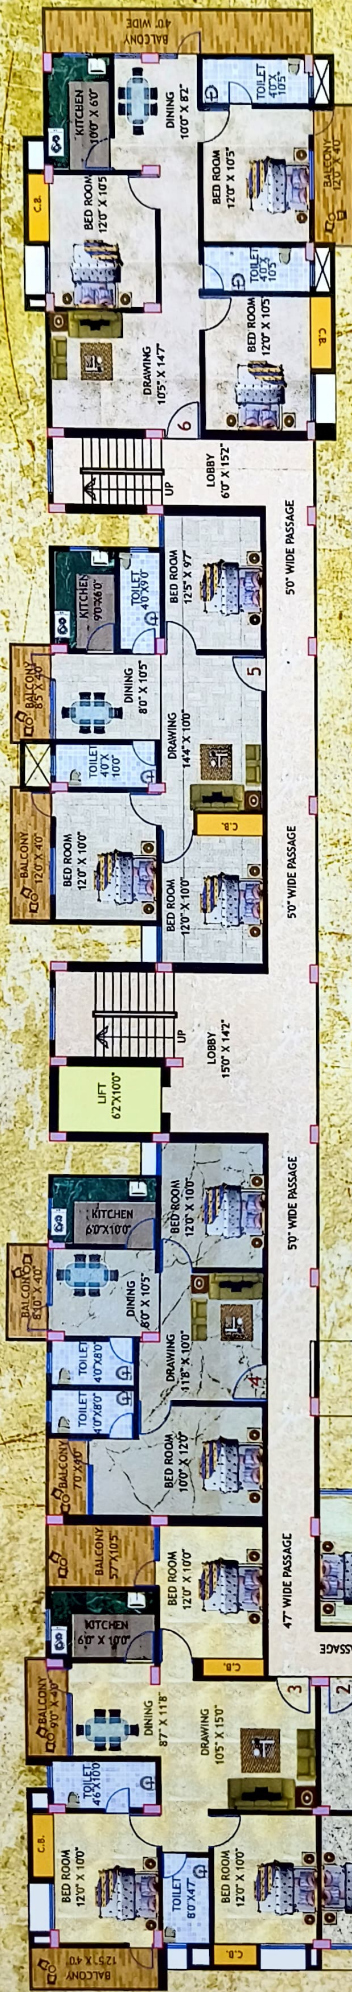 BALCONY
4'0" WIDE
KITCHEN
10'0" X 6'0"
DINING
10'0" X 8'2"
TOILET
4'0" X
10'5"
C.B.
BED ROOM
12'0" X 10'5"
BED ROOM
12'0" X 10'5"
BALCONY
12'0" X 4'0"
TOILET
4'0" X
10'5"
DRAWING
10'5" X 14'7"
BED ROOM
12'0" X 10'5"
C.B.
6
UP
LOBBY
6'0" X 15'2"
5'0" WIDE PASSAGE
KITCHEN
9'0"X6'0"
TOILET
4'0"X9'0"
BED ROOM
12'5" X 9'7"
BALCONY
8'5" X 4'0"
DINING
8'0" X 10'5"
5
TOILET
4'0"X
10'0"
DRAWING
14'4" X 10'0"
BALCONY
12'0" X 4'0"
BED ROOM
12'0" X 10'0"
C.B.
BED ROOM
12'0" X 10'0"
5'0" WIDE PASSAGE
UP
LOBBY
15'0" X 14'2"
LIFT
6'2"X10'0"
KITCHEN
6'0"X10'0"
BED ROOM
12'0" X 10'0"
5'0" WIDE PASSAGE
BALCONY
8'10" X 4'0"
DINING
8'0" X 10'5"
TOILET
4'0"X8'0"
DRAWING
11'8" X 10'0"
4
TOILET
4'0"X8'0"
BALCONY
BED ROOM
10'0" X 12'0"
BALCONY
5'7"X10'5"
BED ROOM
12'0" X 10'0"
4'7" WIDE PASSAGE
KITCHEN
6'0" X 10'0"
C.B.
BALCONY
9'0" X 4'0"
DINING
8'7" X 11'8"
DRAWING
10'5" X 15'0"
3
2
TOILET
4'6"X10'0"
C.B.
BED ROOM
12'0" X 10'0"
TOILET
8'0"X4'7"
BED ROOM
12'0" X 10'0"
C.B.
BALCONY
12'5" X 4'0"